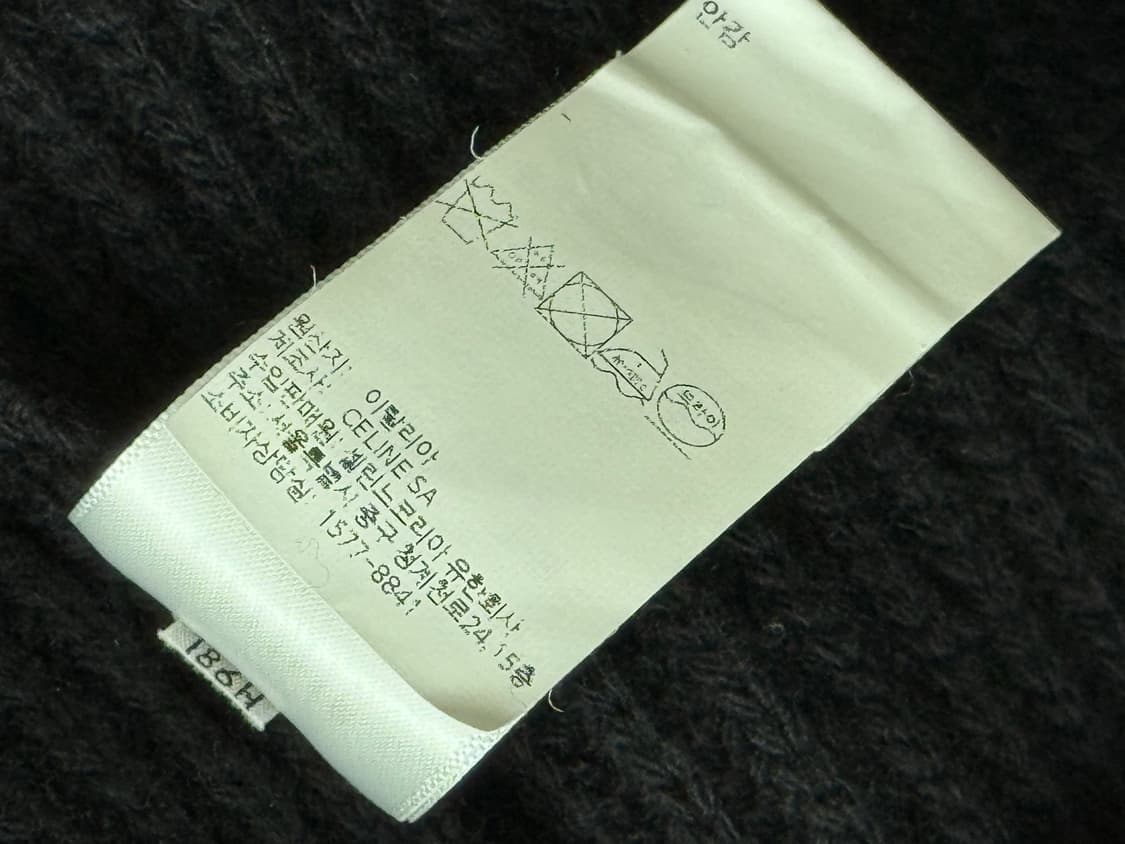 안감
드라이
원산지: 이탈리아
제조사: CELINE SA
수입판매원: 셀린느코리아 유한회사
주소: 서울특별시 중구 청계천로24, 15층
소비자상담실: 1577-8841
186H